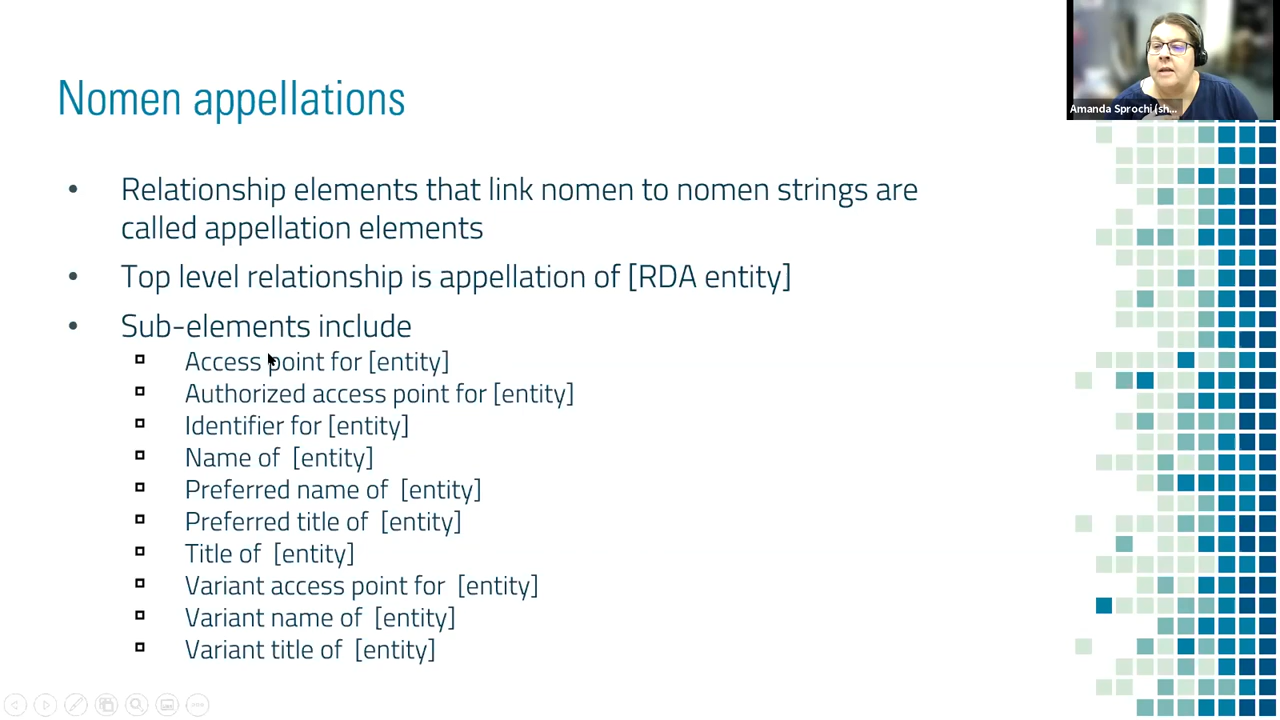 Nomen appellations
Amanda Sprochi (sh...
• Relationship elements that link nomen to nomen strings are
called appellation elements
• Top level relationship is appellation of [RDA entity]
• Sub-elements include
Access point for [entity]
Authorized access point for [entity]
Identifier for [entity]
Name of [entity]
Preferred name of [entity]
Preferred title of [entity]
Title of [entity]
Variant access point for [entity]
Variant name of [entity]
Variant title of [entity]